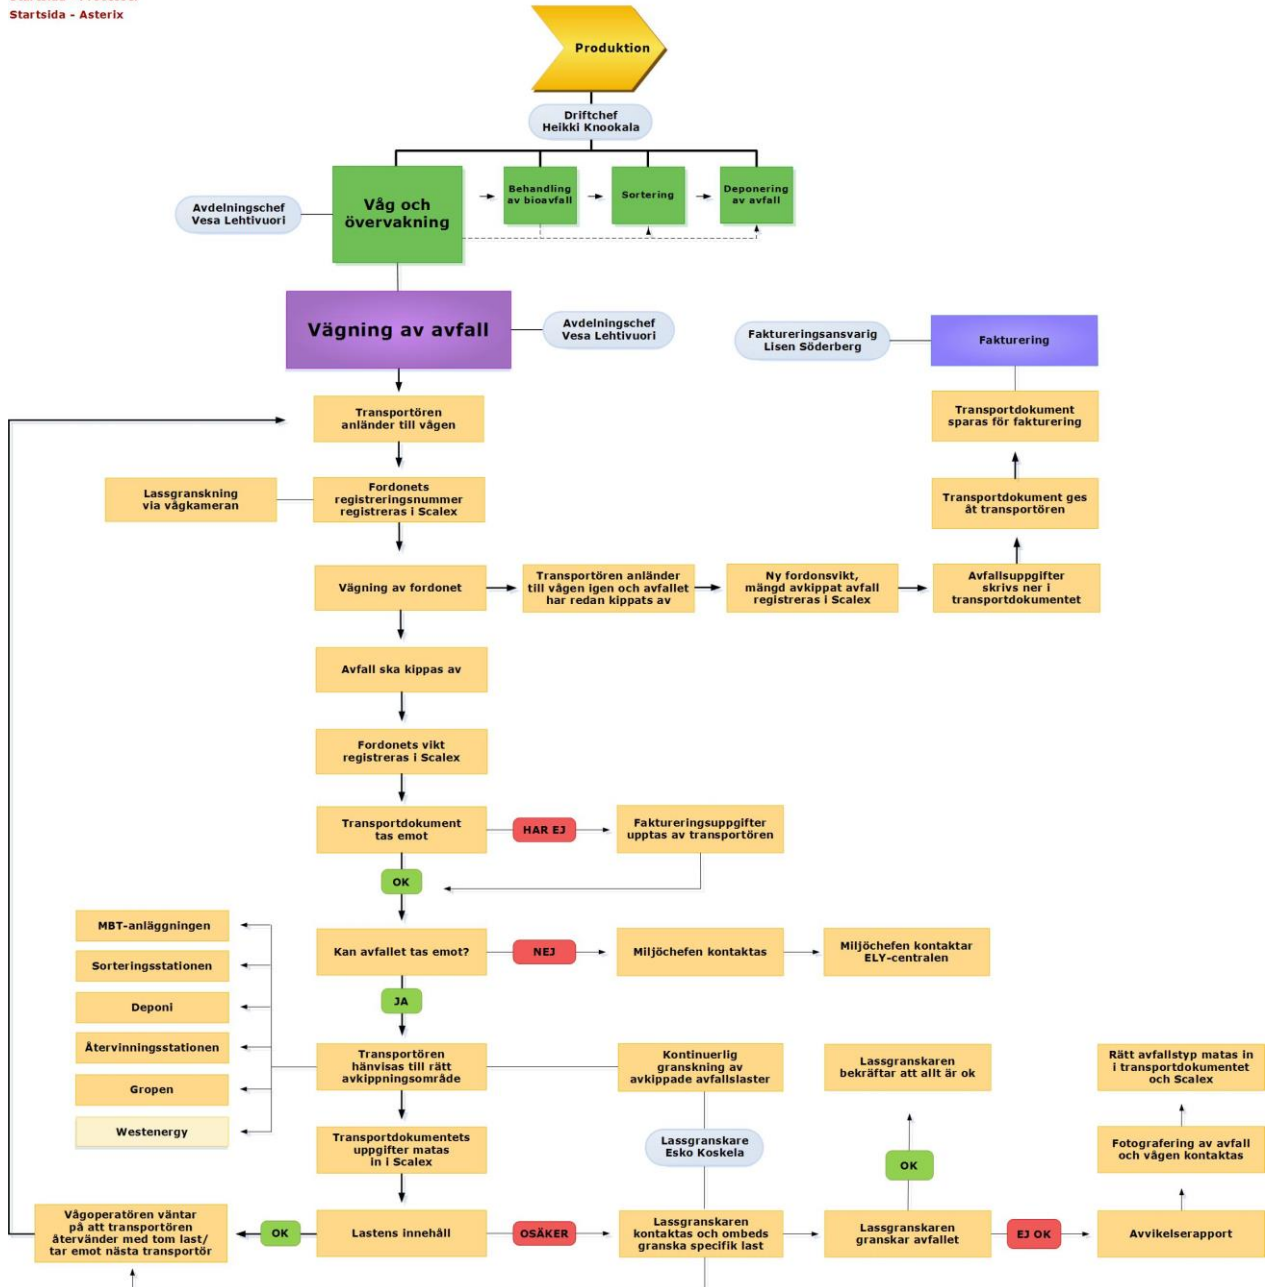 Startsida - Asterix
Produktion
Driftchef
Heikki Knookala
Våg och
övervakning
Behandling
av bioavfall
Sortering
Deponering
av avfall
Avdelningschef
Vesa Lehtivuori
Vägning av avfall
Avdelningschef
Vesa Lehtivuori
Faktureringsansvarig
Lisen Söderberg
Fakturering
Transportören
anländer till vågen
Transportdokument
sparas för fakturering
Lassgranskning
via vågkameran
Fordonets
registreringsnummer
registreras i Scalex
Transportdokument ges
åt transportören
Vägning av fordonet
Transportören anländer
till vågen igen och avfallet
har redan kippats av
Ny fordonsvikt,
mängd avkippat avfall
registreras i Scalex
Avfallsuppgifter
skrivs ner i
transportdokumentet
Avfall ska kippas av
Fordonets vikt
registreras i Scalex
Transportdokument
tas emot
HAR EJ
Faktureringsuppgifter
upptas av transportören
OK
MBT-anläggningen
Kan avfallet tas emot?
NEJ
Miljöchefen kontaktas
Miljöchefen kontaktar
ELY-centralen
Sorteringsstationen
JA
Deponi
Återvinningsstationen
Transportören
hänvisas till rätt
avkippningsområde
Kontinuerlig
granskning av
avkippade avfallslaster
Lassgranskaren
bekräftar att allt är ok
Rätt avfallstyp matas in
i transportdokumentet
och Scalex
Gropen
Westenergy
Transportdokumentets
uppgifter matas
in i Scalex
Lassgranskare
Esko Koskela
OK
Fotografering av avfall
och vågen kontaktas
Vågoperatören väntar
på att transportören
återvänder med tom last/
tar emot nästa transportör
OK
Lastens innehåll
OSÄKER
Lassgranskaren
kontaktas och ombeds
granska specifik last
Lassgranskaren
granskar avfallet
EJ OK
Avvikelserapport